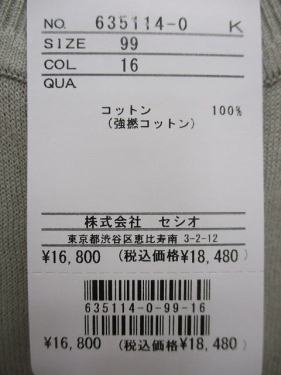 NO. 635114-0 K
SIZE 99
COL 16
QUA
コットン 100%
(強撚コットン)
株式会社 セシオ
東京都渋谷区恵比寿南 3-2-12
¥16,800 (税込価格¥18,480)
635114-0-99-16
¥16,800 (税込価格¥18,480)